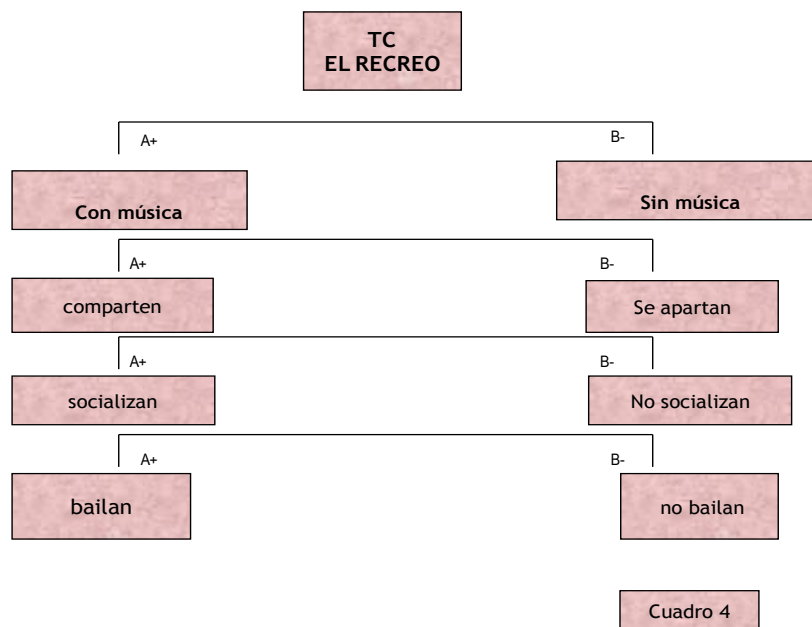 TC
EL RECREO
A+
B-
Con música
Sin música
A+
B-
comparten
Se apartan
A+
B-
socializan
No socializan
A+
B-
bailan
no bailan
Cuadro 4